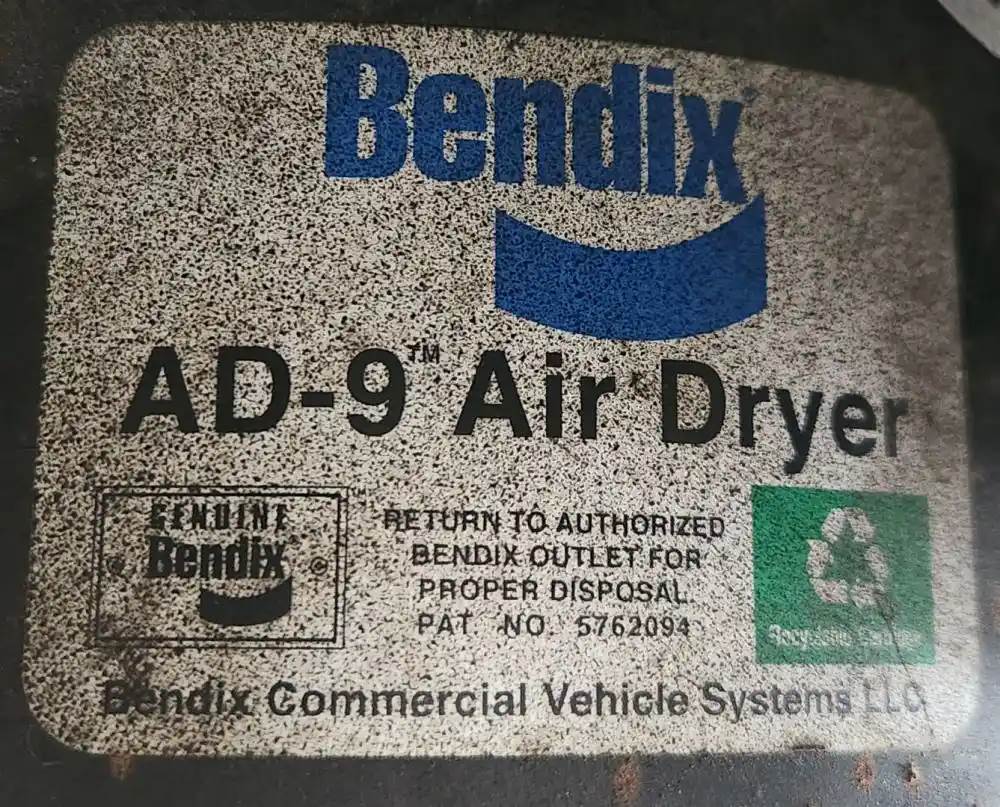 Bendix
AD-9™ Air Dryer
GENUINE
Bendix
RETURN TO AUTHORIZED
BENDIX OUTLET FOR
PROPER DISPOSAL.
PAT. NO. 5762094
Bendix Commercial Vehicle Systems LLC